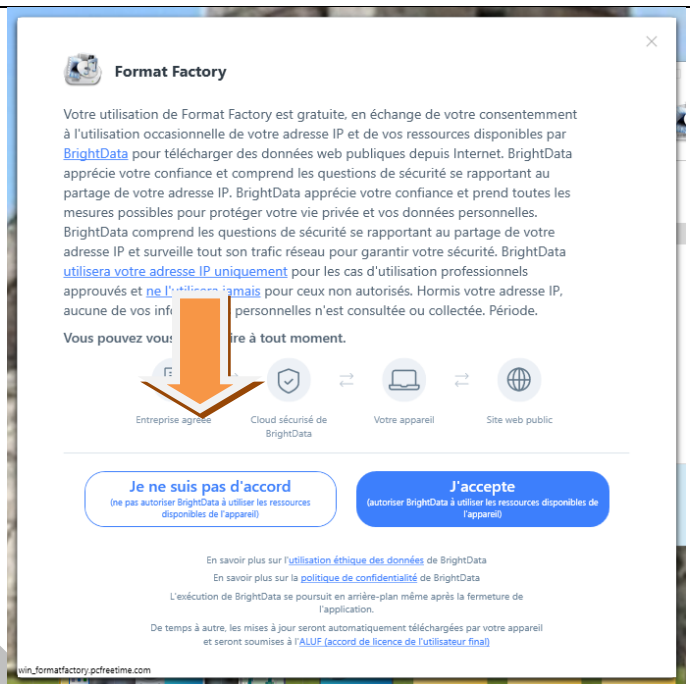 Format Factory
Votre utilisation de Format Factory est gratuite, en échange de votre consentemment
à l'utilisation occasionnelle de votre adresse IP et de vos ressources disponibles par
BrightData pour télécharger des données web publiques depuis Internet. BrightData
apprécie votre confiance et comprend les questions de sécurité se rapportant au
partage de votre adresse IP. BrightData apprécie votre confiance et prend toutes les
mesures possibles pour protéger votre vie privée et vos données personnelles.
BrightData comprend les questions de sécurité se rapportant au partage de votre
adresse IP et surveille tout son trafic réseau pour garantir votre sécurité. BrightData
utilisera votre adresse IP uniquement pour les cas d'utilisation professionnels
approuvés et ne l'utilisera jamais pour ceux non autorisés. Hormis votre adresse IP,
aucune de vos personnelles n'est consultée ou collectée. Période.
Vous pouvez vous à tout moment.
Entreprise agréée
Cloud sécurisé de
BrightData
Votre appareil
Site web public
Je ne suis pas d'accord
(ne pas autoriser BrightData à utiliser les ressources
disponibles de l'appareil)
J'accepte
(autoriser BrightData à utiliser les ressources disponibles de
l'appareil)
En savoir plus sur l'utilisation éthique des données de BrightData
En savoir plus sur la politique de confidentialité de BrightData
L'exécution de BrightData se poursuit en arrière-plan même après la fermeture de
l'application.
De temps à autre, les mises à jour seront automatiquement téléchargées par votre appareil
et seront soumises à l'ALUF (accord de licence de l'utilisateur final)
win_formatfactory.pcfreetime.com